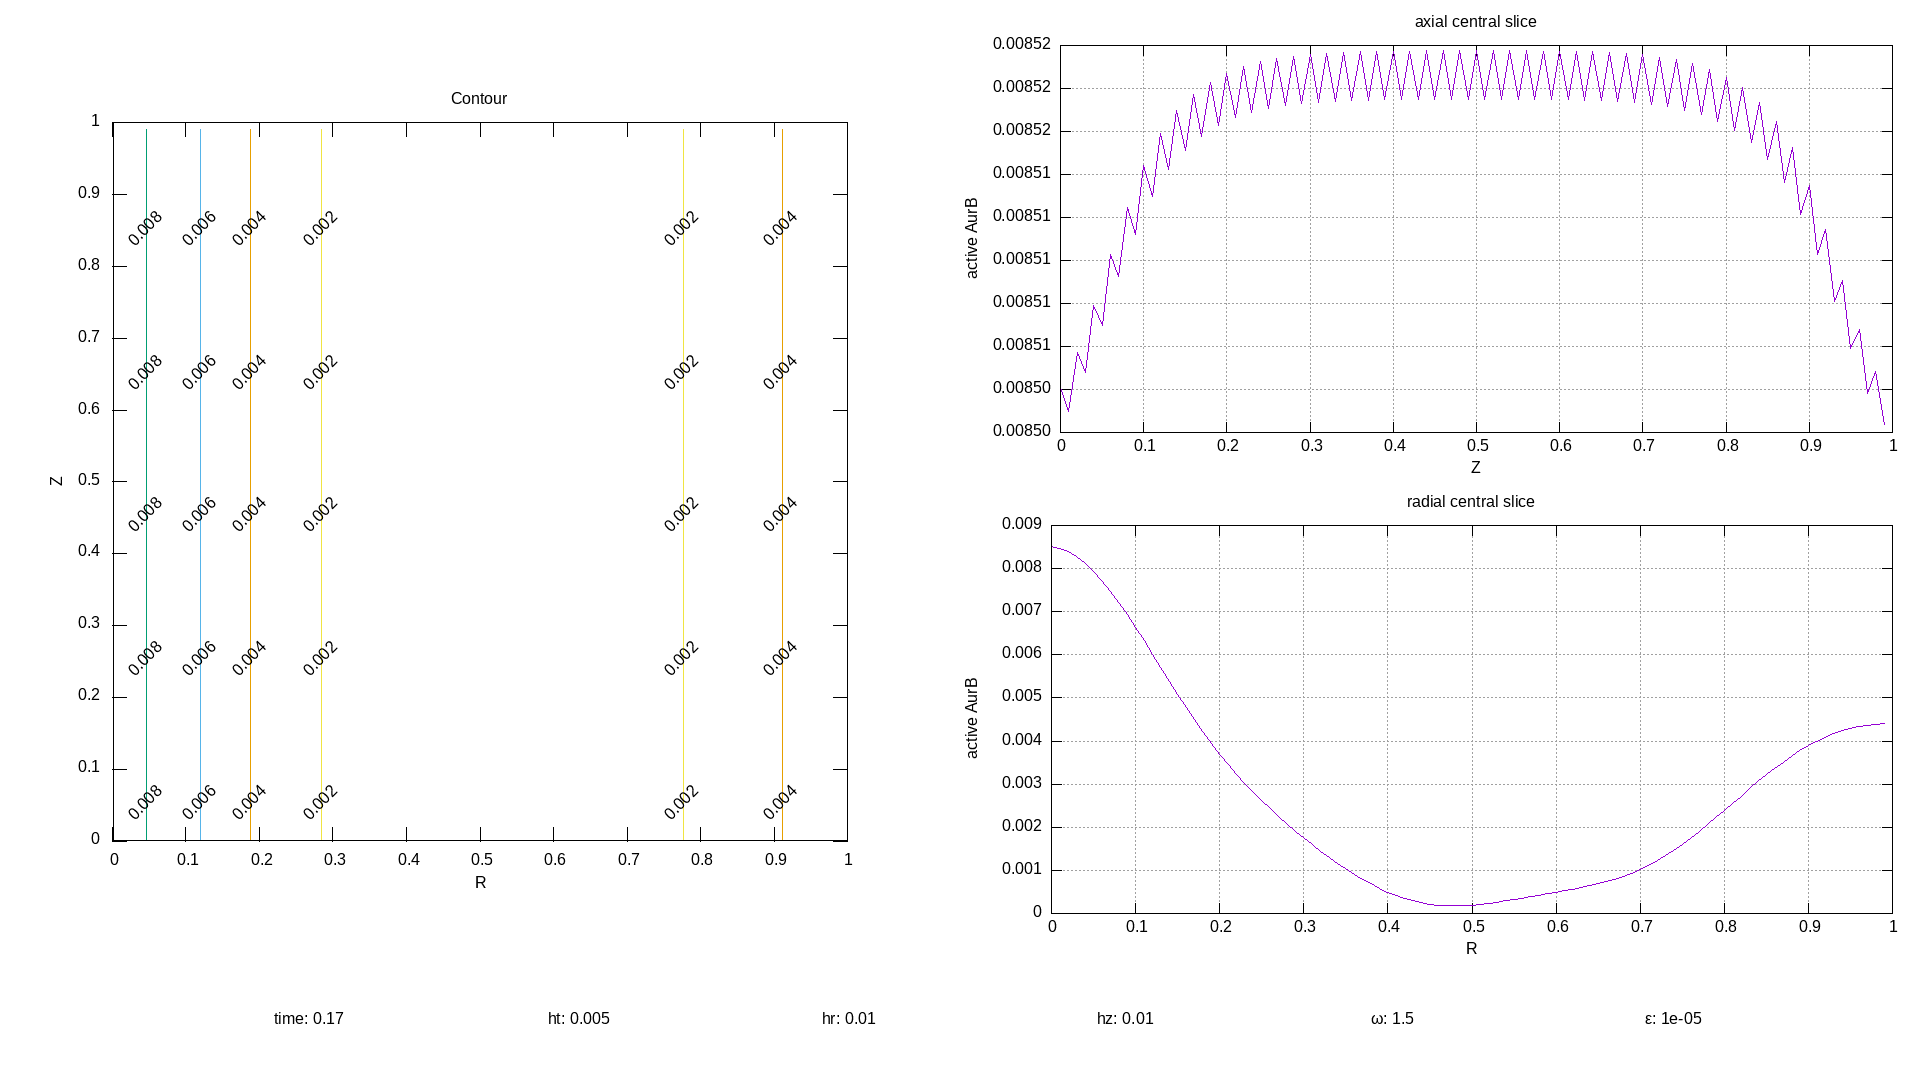 Contour
1
0.9
0.8
0.7
0.6
0.5
0.4
0.3
0.2
0.1
0
Z
0.008 0.006 0.004 0.002 0.002 0.004
0.008 0.006 0.004 0.002 0.002 0.004
0.008 0.006 0.004 0.002 0.002 0.004
0.008 0.006 0.004 0.002 0.002 0.004
0.008 0.006 0.004 0.002 0.002 0.004
0 0.1 0.2 0.3 0.4 0.5 0.6 0.7 0.8 0.9 1
R
axial central slice
0.00852
0.00852
0.00852
0.00851
0.00851
0.00851
0.00851
0.00851
0.00850
0.00850
active AurB
0 0.1 0.2 0.3 0.4 0.5 0.6 0.7 0.8 0.9 1
Z
radial central slice
0.009
0.008
0.007
0.006
0.005
0.004
0.003
0.002
0.001
0
active AurB
0 0.1 0.2 0.3 0.4 0.5 0.6 0.7 0.8 0.9 1
R
time: 0.17 ht: 0.005 hr: 0.01 hz: 0.01 ω: 1.5 ε: 1e-05